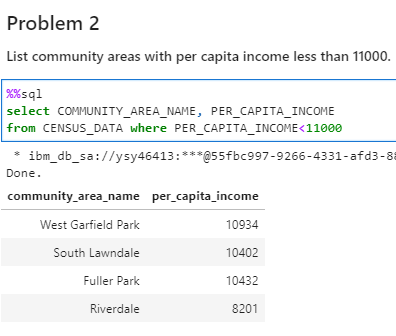 Problem 2
List community areas with per capita income less than 11000.
%%sql
select COMMUNITY_AREA_NAME, PER_CAPITA_INCOME
from CENSUS_DATA where PER_CAPITA_INCOME<11000
* ibm_db_sa://ysy46413:***@55fbc997-9266-4331-afd3-88
Done.
community_area_name per_capita_income
West Garfield Park 10934
South Lawndale 10402
Fuller Park 10432
Riverdale 8201